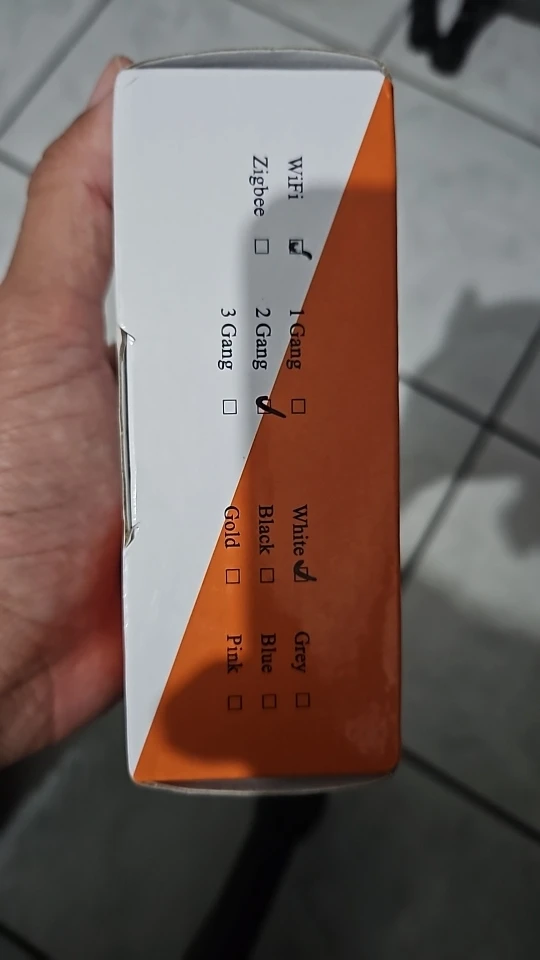 WiFi ☑ 1 Gang ☐ White ☑ Grey ☐
Zigbee ☐ 2 Gang ☑ Black ☐ Blue ☐
3 Gang ☐ Gold ☐ Pink ☐